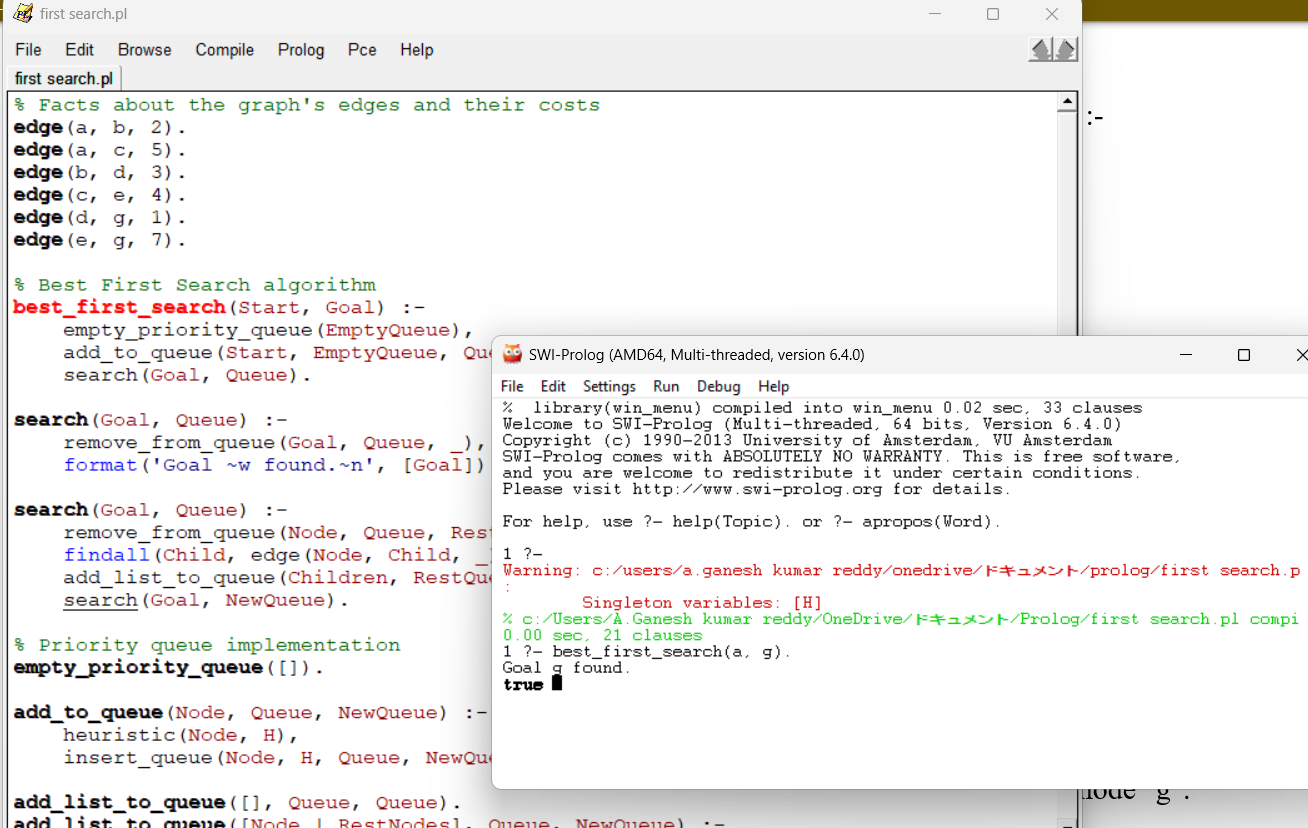 first search.pl
File Edit Browse Compile Prolog Pce Help
first search.pl
% Facts about the graph's edges and their costs
edge(a, b, 2).
edge(a, c, 5).
edge(b, d, 3).
edge(c, e, 4).
edge(d, g, 1).
edge(e, g, 7).
% Best First Search algorithm
best_first_search(Start, Goal) :-
empty_priority_queue(EmptyQueue),
add_to_queue(Start, EmptyQueue, Que
search(Goal, Queue).
search(Goal, Queue) :-
remove_from_queue(Goal, Queue, _),
format('Goal ~w found.~n', [Goal])
search(Goal, Queue) :-
remove_from_queue(Node, Queue, Rest
findall(Child, edge(Node, Child, _)
add_list_to_queue(Children, RestQue
search(Goal, NewQueue).
% Priority queue implementation
empty_priority_queue([]).
add_to_queue(Node, Queue, NewQueue) :-
heuristic(Node, H),
insert_queue(Node, H, Queue, NewQue
add_list_to_queue([], Queue, Queue).
add_list_to_queue([Node | RestNodes], Queue, NewQueue) :-
:-
SWI-Prolog (AMD64, Multi-threaded, version 6.4.0)
File Edit Settings Run Debug Help
% library(win_menu) compiled into win_menu 0.02 sec, 33 clauses
Welcome to SWI-Prolog (Multi-threaded, 64 bits, Version 6.4.0)
Copyright (c) 1990-2013 University of Amsterdam, VU Amsterdam
SWI-Prolog comes with ABSOLUTELY NO WARRANTY. This is free software,
and you are welcome to redistribute it under certain conditions.
Please visit http://www.swi-prolog.org for details.
For help, use ?- help(Topic). or ?- apropos(Word).
1 ?-
Warning: c:/users/a.ganesh kumar reddy/onedrive/ドキュメント/prolog/first search.p
:
Singleton variables: [H]
% c:/Users/A.Ganesh kumar reddy/OneDrive/ドキュメント/Prolog/first search.pl compi
0.00 sec, 21 clauses
1 ?- best_first_search(a, g).
Goal g found.
true
node "g".